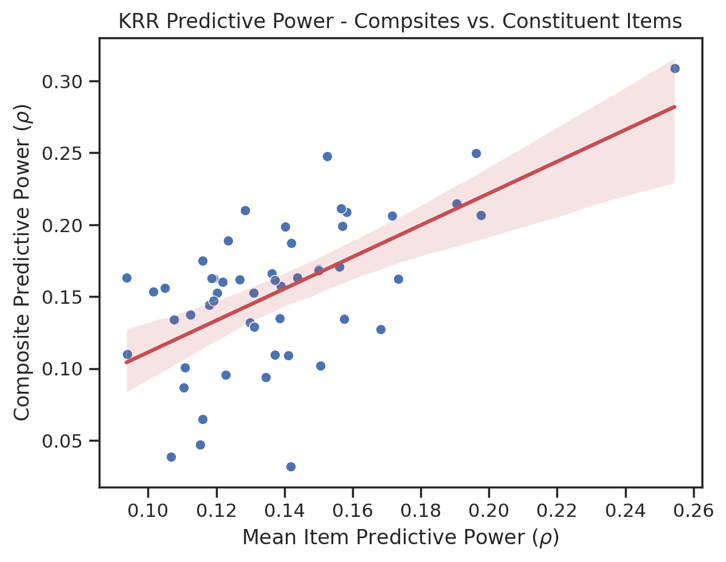 KRR Predictive Power - Compsites vs. Constituent Items
Composite Predictive Power (ρ)
0.30
0.25
0.20
0.15
0.10
0.05
0.10 0.12 0.14 0.16 0.18 0.20 0.22 0.24 0.26
Mean Item Predictive Power (ρ)